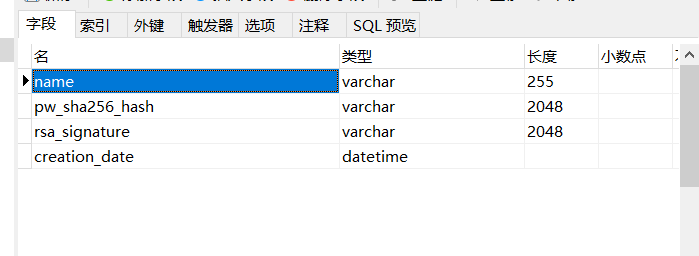 字段 索引 外键 触发器 选项 注释 SQL 预览
名 类型 长度 小数点
name varchar 255
pw_sha256_hash varchar 2048
rsa_signature varchar 2048
creation_date datetime